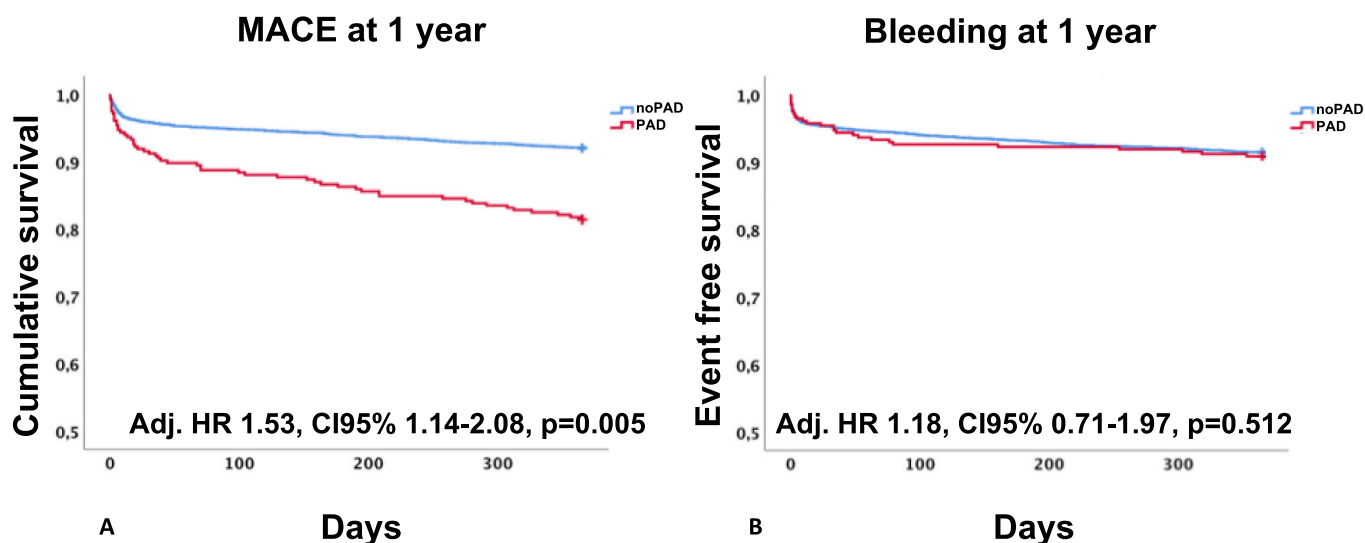 MACE at 1 year
Cumulative survival
1,0
0,9
0,8
0,7
0,6
0,5
noPAD
PAD
Adj. HR 1.53, CI95% 1.14-2.08, p=0.005
0 100 200 300
A Days
Bleeding at 1 year
Event free survival
1,0
0,9
0,8
0,7
0,6
0,5
noPAD
PAD
Adj. HR 1.18, CI95% 0.71-1.97, p=0.512
0 100 200 300
B Days